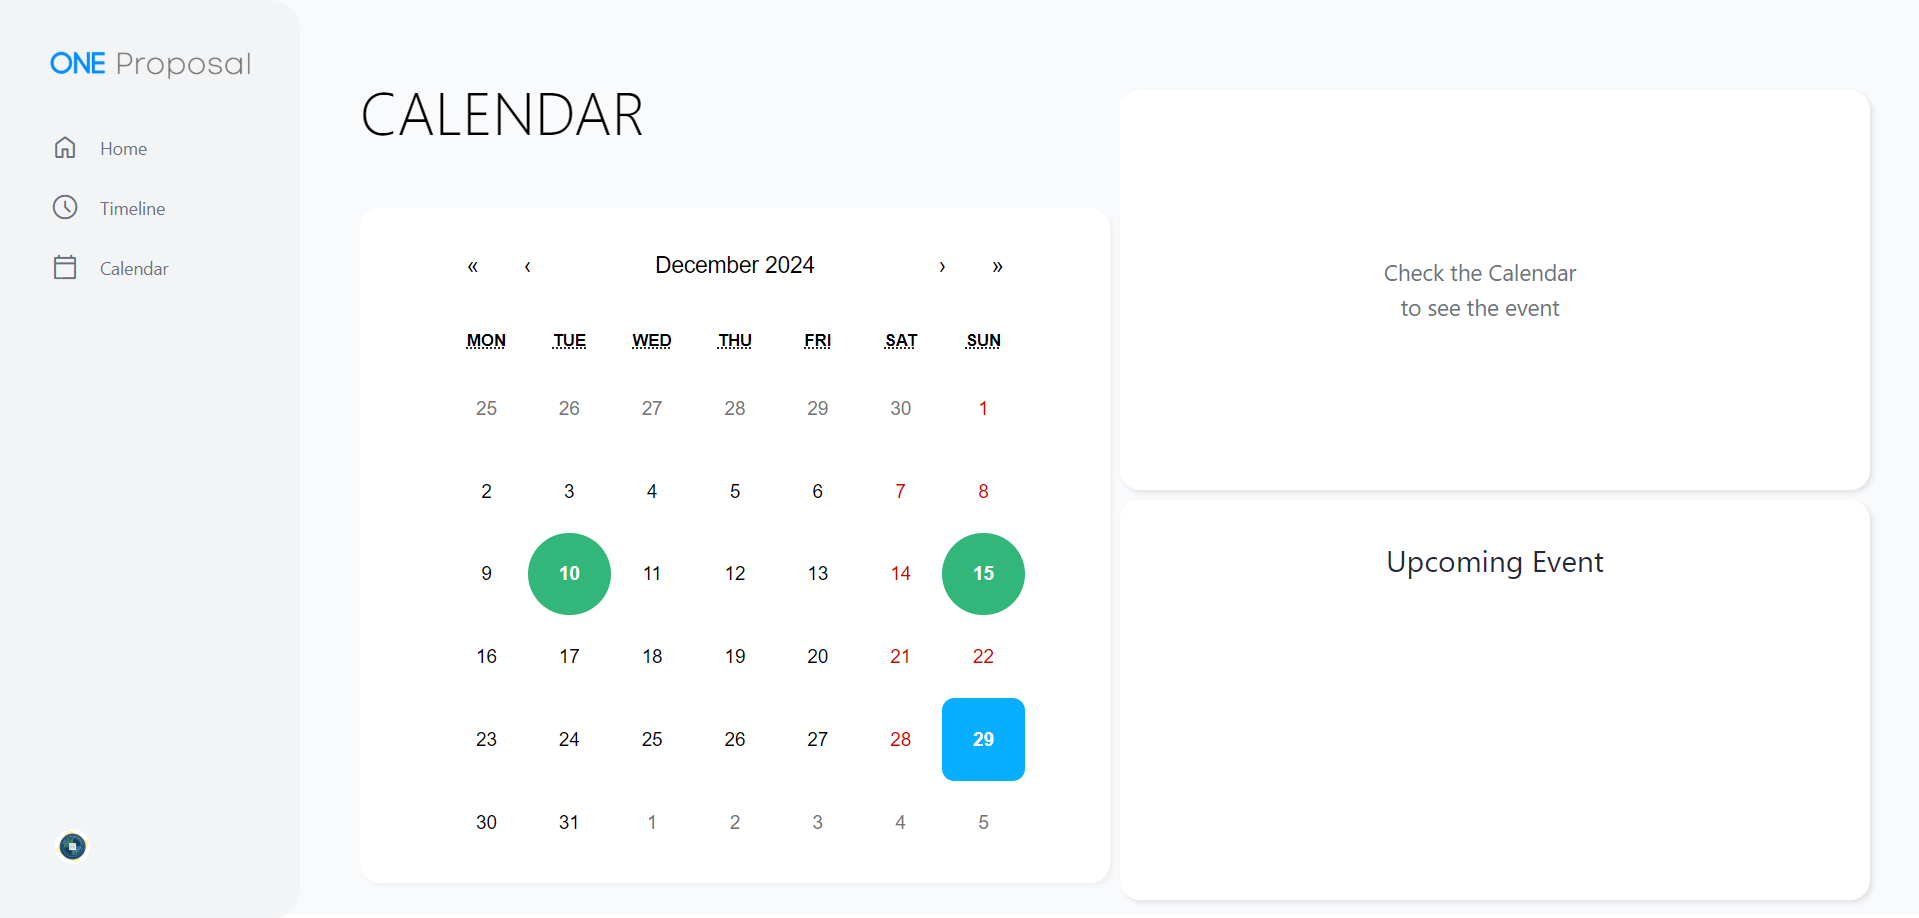 ONE Proposal
Home
Timeline
Calendar
CALENDAR
« ‹ December 2024 › »
MON TUE WED THU FRI SAT SUN
25 26 27 28 29 30 1
2 3 4 5 6 7 8
9 10 11 12 13 14 15
16 17 18 19 20 21 22
23 24 25 26 27 28 29
30 31 1 2 3 4 5
Check the Calendar
to see the event
Upcoming Event